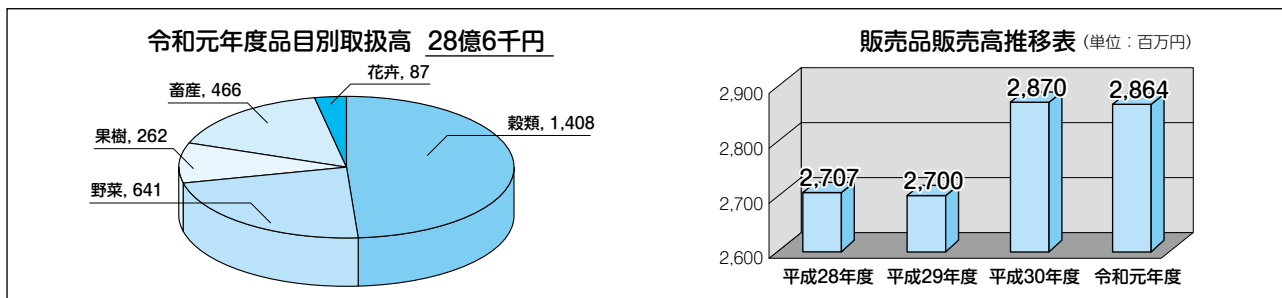 令和元年度品目別取扱高 28億6千円
花卉, 87
畜産, 466
穀類, 1,408
果樹, 262
野菜, 641
販売品販売高推移表 (単位：百万円)
2,900
2,800
2,700
2,600
2,707
2,700
2,870
2,864
平成28年度 平成29年度 平成30年度 令和元年度